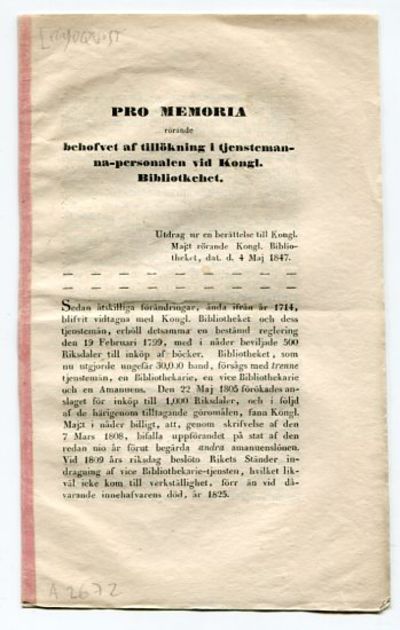 PRO MEMORIA
rörande
behofvet af tillökning i tjensteman-
na-personalen vid Kongl.
Bibliotkehet.
Utdrag ur en berättelse till Kongl.
Maj:t rörande Kongl. Biblio-
theket, dat. d. 4 Maj 1847.
Sedan åtskilliga förändringar, ända ifrån år 1714,
blifvit vidtagna med Kongl. Bibliotheket och dess
tjenstemän, erhöll detsamma en bestämd reglering
den 19 Februari 1799, med i nåder beviljade 500
Riksdaler till inköp af böcker. Bibliotheket, som
nu utgjorde ungefär 30,000 band, försågs med trenne
tjenstemän, en Bibliothekarie, en vice Bibliothekarie
och en Amanuens. Den 22 Maj 1805 förökades an-
slaget för inköp till 1,000 Riksdaler, och i följd
af de härigenom tilltagande göromålen, fann Kongl.
Maj:t i nåder billigt, att, genom skrifvelse af den
7 Mars 1808, bifalla uppförandet på stat af den
redan nio år förut begärda andra amanuenslönen.
Vid 1809 års riksdag beslöto Rikets Ständer in-
dragning af vice Bibliothekarie-tjensten, hvilket lik-
väl icke kom till verkställighet, förr än vid då-
varande innehafvarens död, år 1825.
A 2672